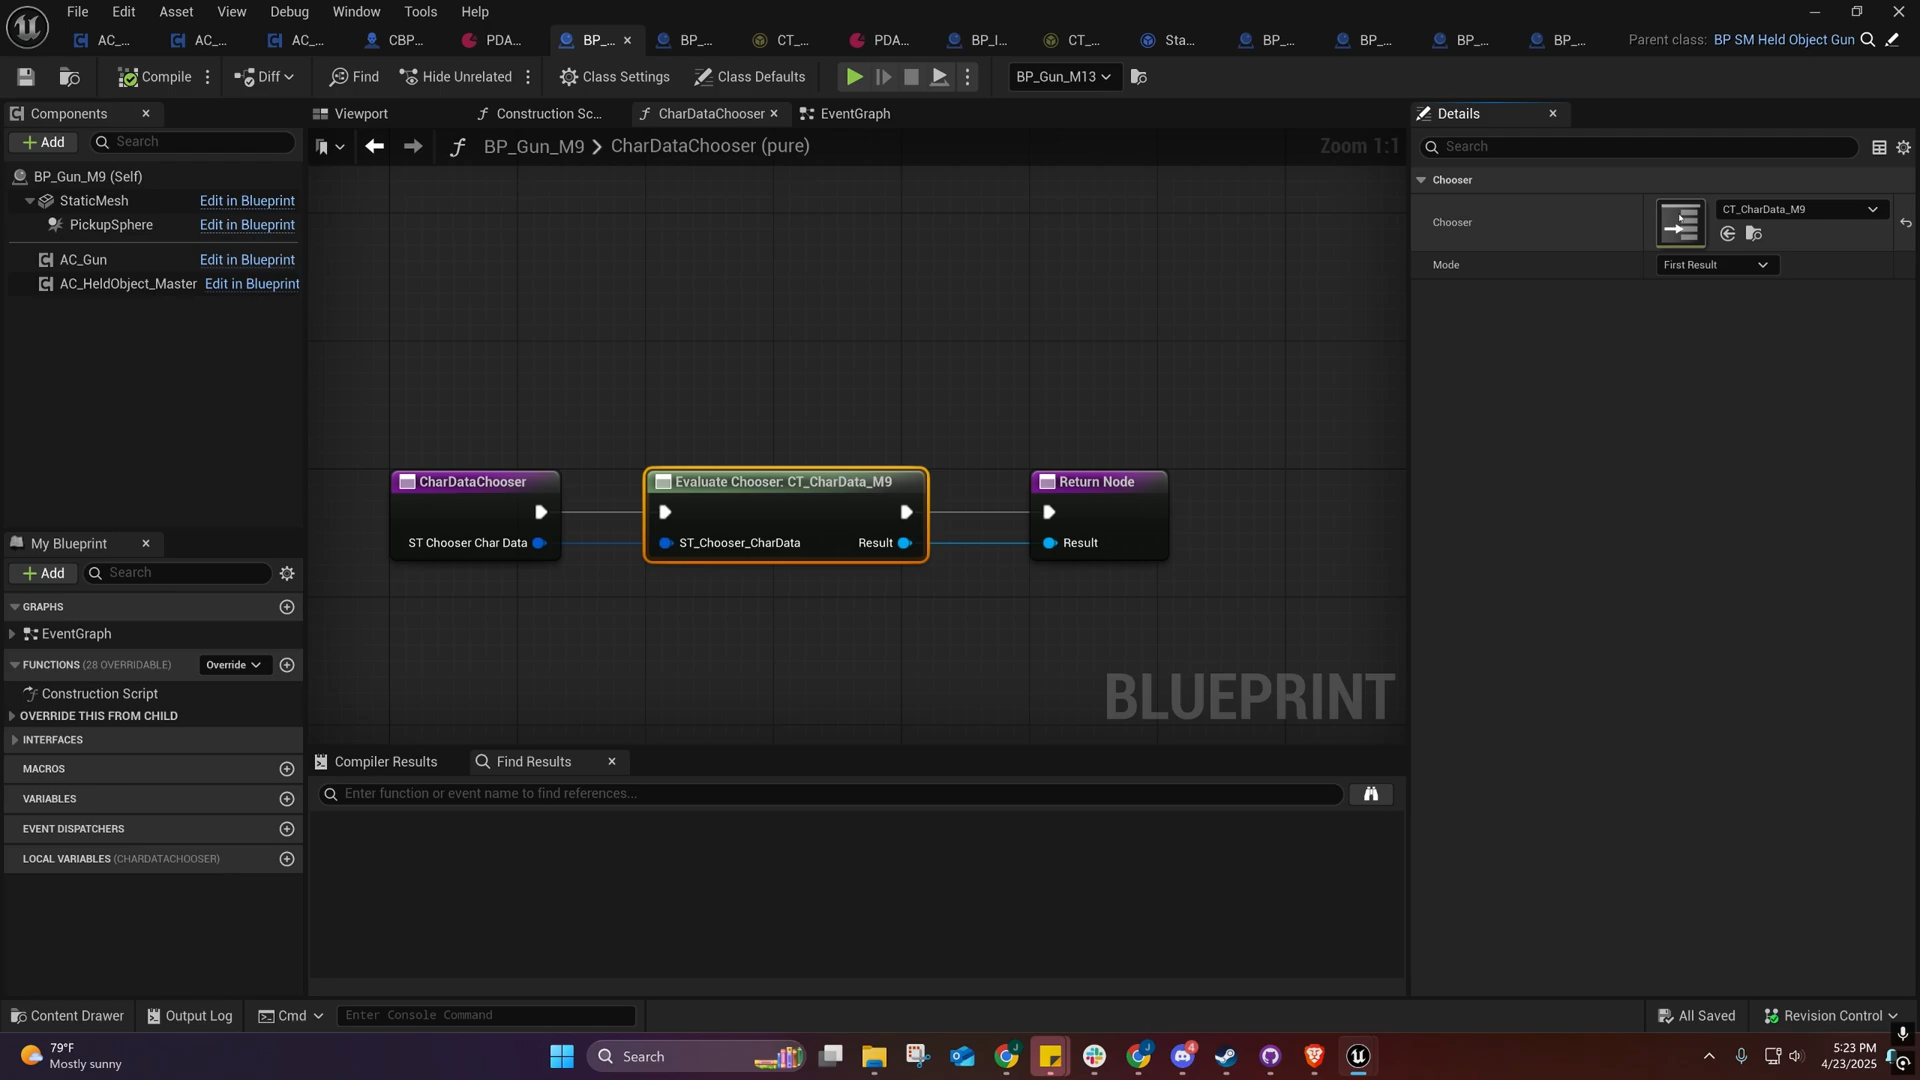 File Edit Asset View Debug Window Tools Help
AC_... AC_... AC_... CBP... PDA... BP_... BP_... CT_... PDA... BP_I... CT_... Sta... BP_... BP_... BP_... BP_... Parent class: BP SM Held Object Gun
Compile Diff Find Hide Unrelated Class Settings Class Defaults BP_Gun_M13
Components
Add Search
BP_Gun_M9 (Self)
StaticMesh Edit in Blueprint
PickupSphere Edit in Blueprint
AC_Gun Edit in Blueprint
AC_HeldObject_Master Edit in Blueprint
My Blueprint
Add Search
GRAPHS
EventGraph
FUNCTIONS (28 OVERRIDABLE) Override
Construction Script
OVERRIDE THIS FROM CHILD
INTERFACES
MACROS
VARIABLES
EVENT DISPATCHERS
LOCAL VARIABLES (CHARDATACHOOSER)
Viewport Construction Sc... CharDataChooser EventGraph
BP_Gun_M9 > CharDataChooser (pure) Zoom 1:1
CharDataChooser
ST Chooser Char Data
Evaluate Chooser: CT_CharData_M9
ST_Chooser_CharData Result
Return Node
Result
BLUEPRINT
Compiler Results Find Results
Enter function or event name to find references...
Details
Search
Chooser
Chooser CT_CharData_M9
Mode First Result
Content Drawer Output Log Cmd Enter Console Command All Saved Revision Control
79°F
Mostly sunny
Search
4
5:23 PM
4/23/2025